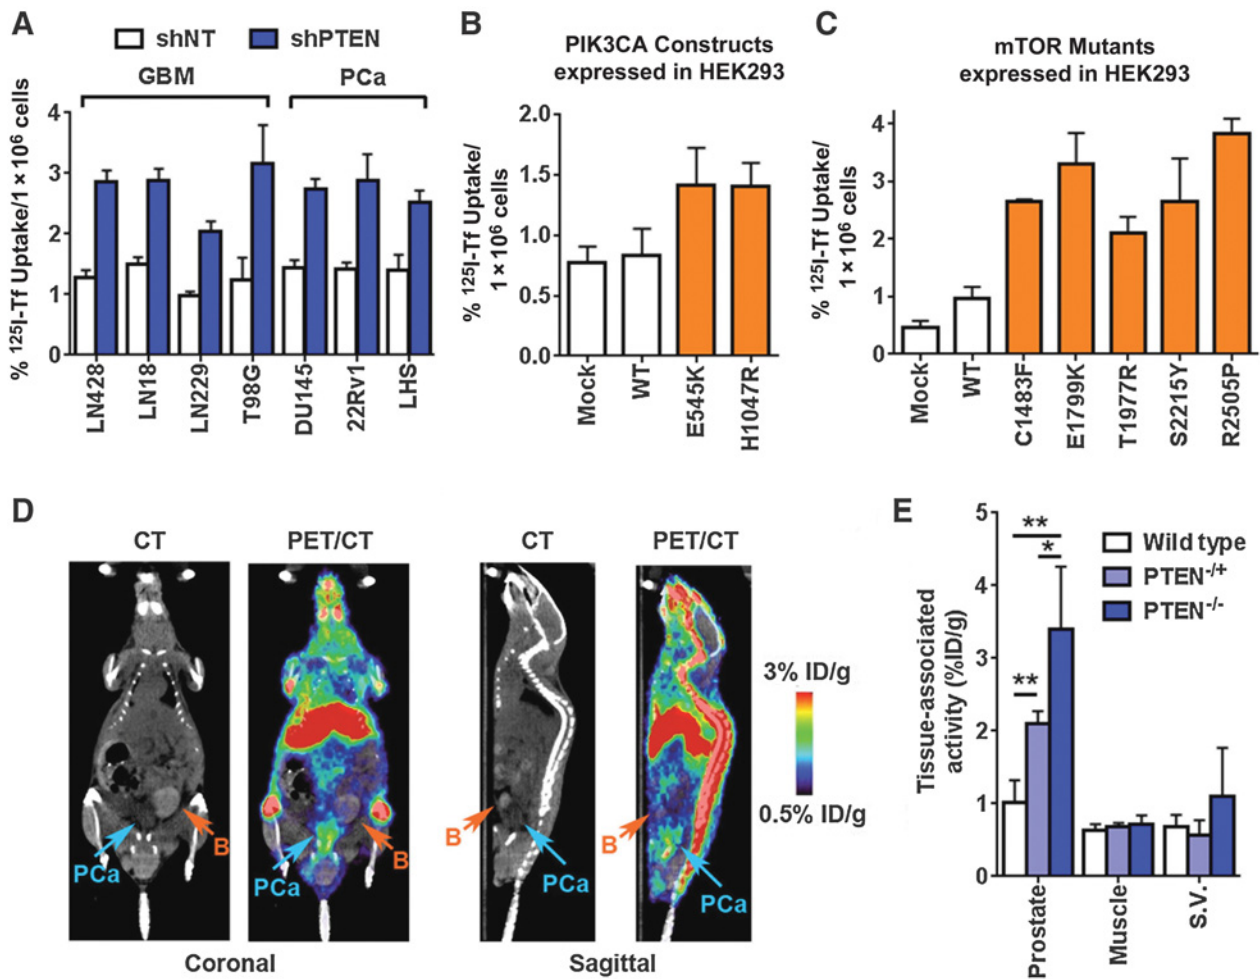 A
shNT
shPTEN
GBM
PCa
% ¹²⁵I-Tf Uptake/1 × 10⁶ cells
4
3
2
1
0
LN428
LN18
LN229
T98G
DU145
22Rv1
LHS
B
PIK3CA Constructs
expressed in HEK293
% ¹²⁵I-Tf Uptake/
1 × 10⁶ cells
2.0
1.5
1.0
0.5
0.0
Mock
WT
E545K
H1047R
C
mTOR Mutants
expressed in HEK293
% ¹²⁵I-Tf Uptake/
1 × 10⁶ cells
4
3
2
1
0
Mock
WT
C1483F
E1799K
T1977R
S2215Y
R2505P
D
CT
PET/CT
CT
PET/CT
PCa
B
PCa
B
B
PCa
B
PCa
3% ID/g
0.5% ID/g
Coronal
Sagittal
E
Tissue-associated
activity (%ID/g)
5
4
3
2
1
0
**
*
**
Wild type
PTEN⁻/⁺
PTEN⁻/⁻
Prostate
Muscle
S.V.